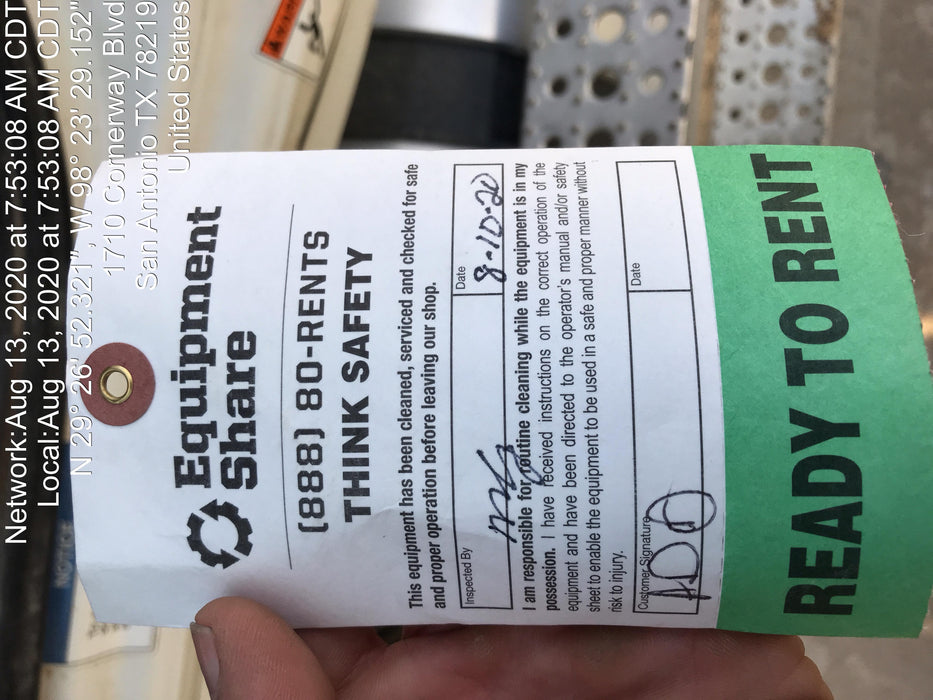 Network:Aug 13, 2020 at 7:53:08 AM CDT
Local:Aug 13, 2020 at 7:53:08 AM CDT
N 29° 26' 52.321", W 98° 23' 29.152"
1710 Cornerway Blvd
San Antonio TX 78219
United States
Equipment
Share
(888) 80-RENTS
THINK SAFETY
This equipment has been cleaned, serviced and checked for safe
and proper operation before leaving our shop.
Inspected By
Date
8-10-20
I am responsible for routine cleaning while the equipment is in my
possession. I have received instructions on the correct operation of the
equipment and have been directed to the operator's manual and/or safety
sheet to enable the equipment to be used in a safe and proper manner without
risk to injury.
Customer Signature
Date
READY TO RENT
NOTICE